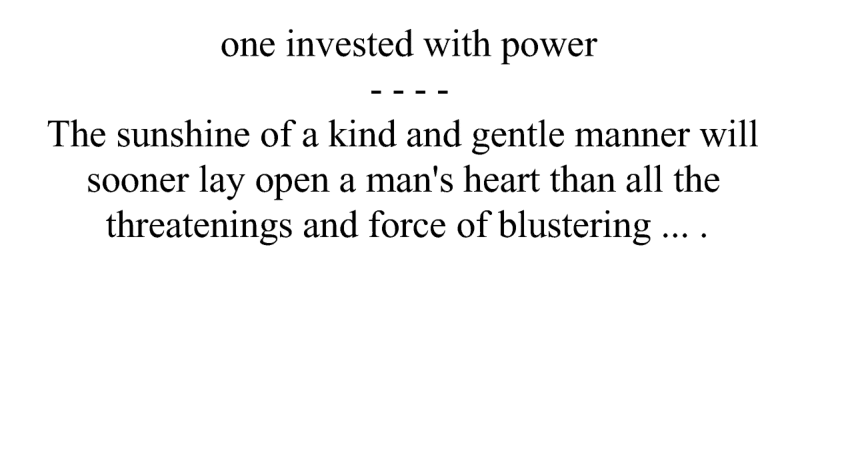 one invested with power
- - - -
The sunshine of a kind and gentle manner will
sooner lay open a man's heart than all the
threatenings and force of blustering ... .